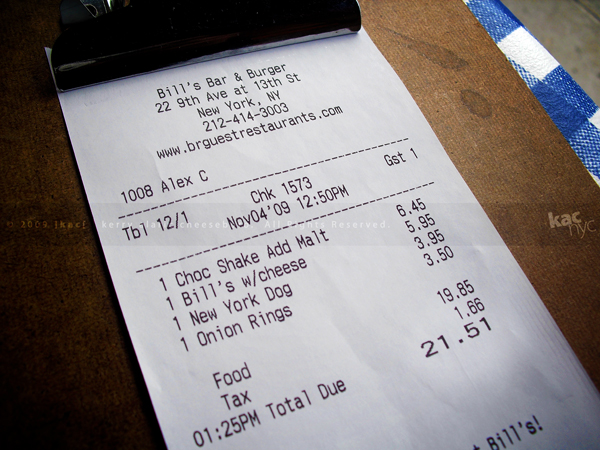 Bill's Bar & Burger
22 9th Ave at 13th St
New York, NY
212-414-3003
www.brguestrestaurants.com
1008 Alex C
Tbl 12/1 Chk 1573 Gst 1
Nov04'09 12:50PM
1 Choc Shake Add Malt 6.45
1 Bill's w/cheese 5.95
1 New York Dog 3.95
1 Onion Rings 3.50
Food 19.85
Tax 1.66
01:25PM Total Due 21.51
Bill's!
2009 kac All Rights Reserved.
kac
nyc